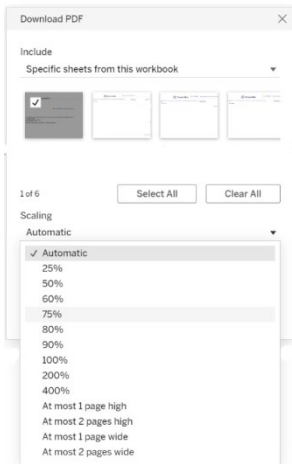 Download PDF
Include
Specific sheets from this workbook
1 of 6
Select All
Clear All
Scaling
Automatic
✓ Automatic
25%
50%
60%
75%
80%
90%
100%
200%
400%
At most 1 page high
At most 2 pages high
At most 1 page wide
At most 2 pages wide